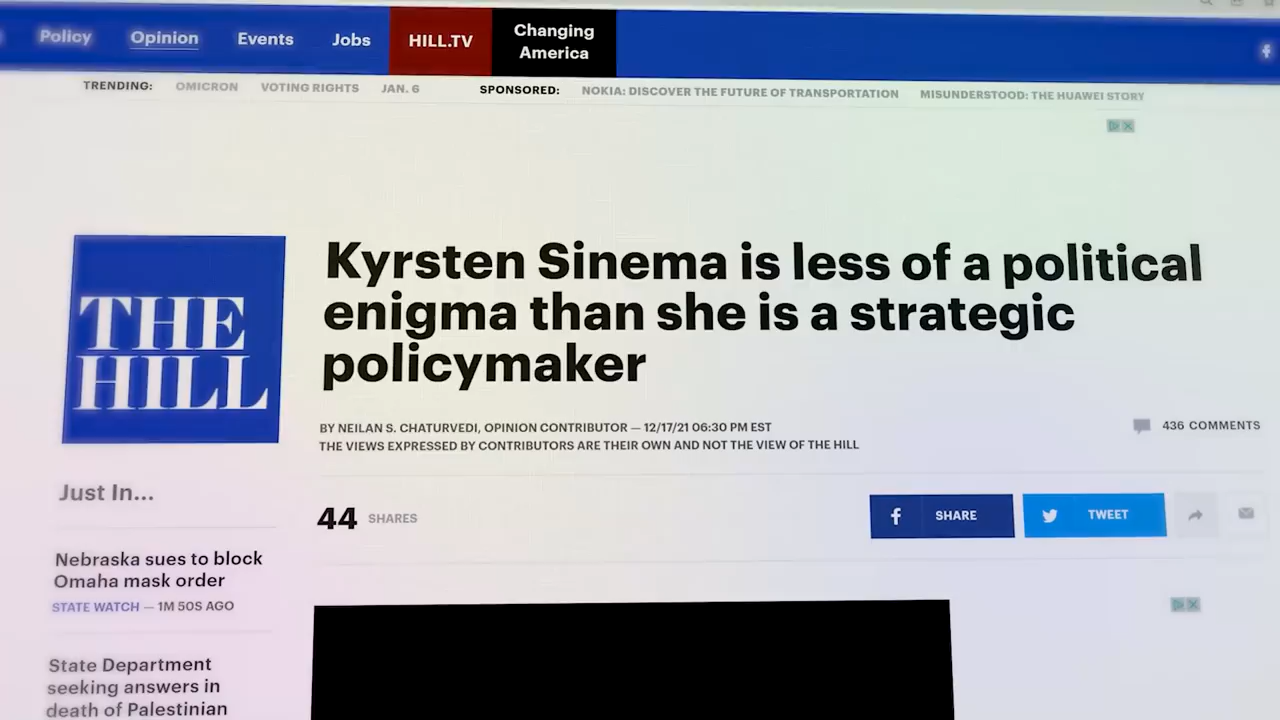 Policy
Opinion
Events
Jobs
HILL.TV
Changing
America
TRENDING: OMICRON VOTING RIGHTS JAN. 6 SPONSORED: NOKIA: DISCOVER THE FUTURE OF TRANSPORTATION MISUNDERSTOOD: THE HUAWEI STORY
THE
HILL
Kyrsten Sinema is less of a political
enigma than she is a strategic
policymaker
BY NEILAN S. CHATURVEDI, OPINION CONTRIBUTOR — 12/17/21 06:30 PM EST
THE VIEWS EXPRESSED BY CONTRIBUTORS ARE THEIR OWN AND NOT THE VIEW OF THE HILL
436 COMMENTS
44 SHARES
SHARE
TWEET
Just In...
Nebraska sues to block
Omaha mask order
STATE WATCH — 1M 50S AGO
State Department
seeking answers in
death of Palestinian